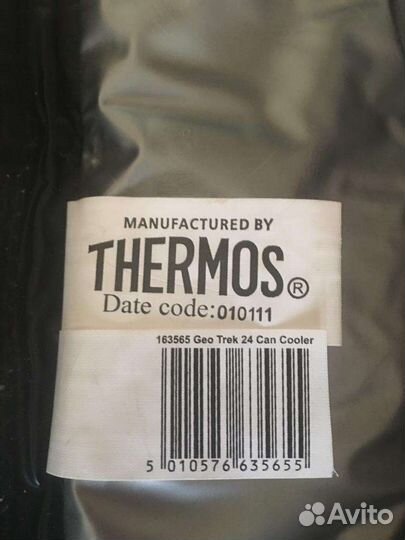 MANUFACTURED BY
THERMOS®
Date code:010111
163565 Geo Trek 24 Can Cooler
5 010576 635655
Avito